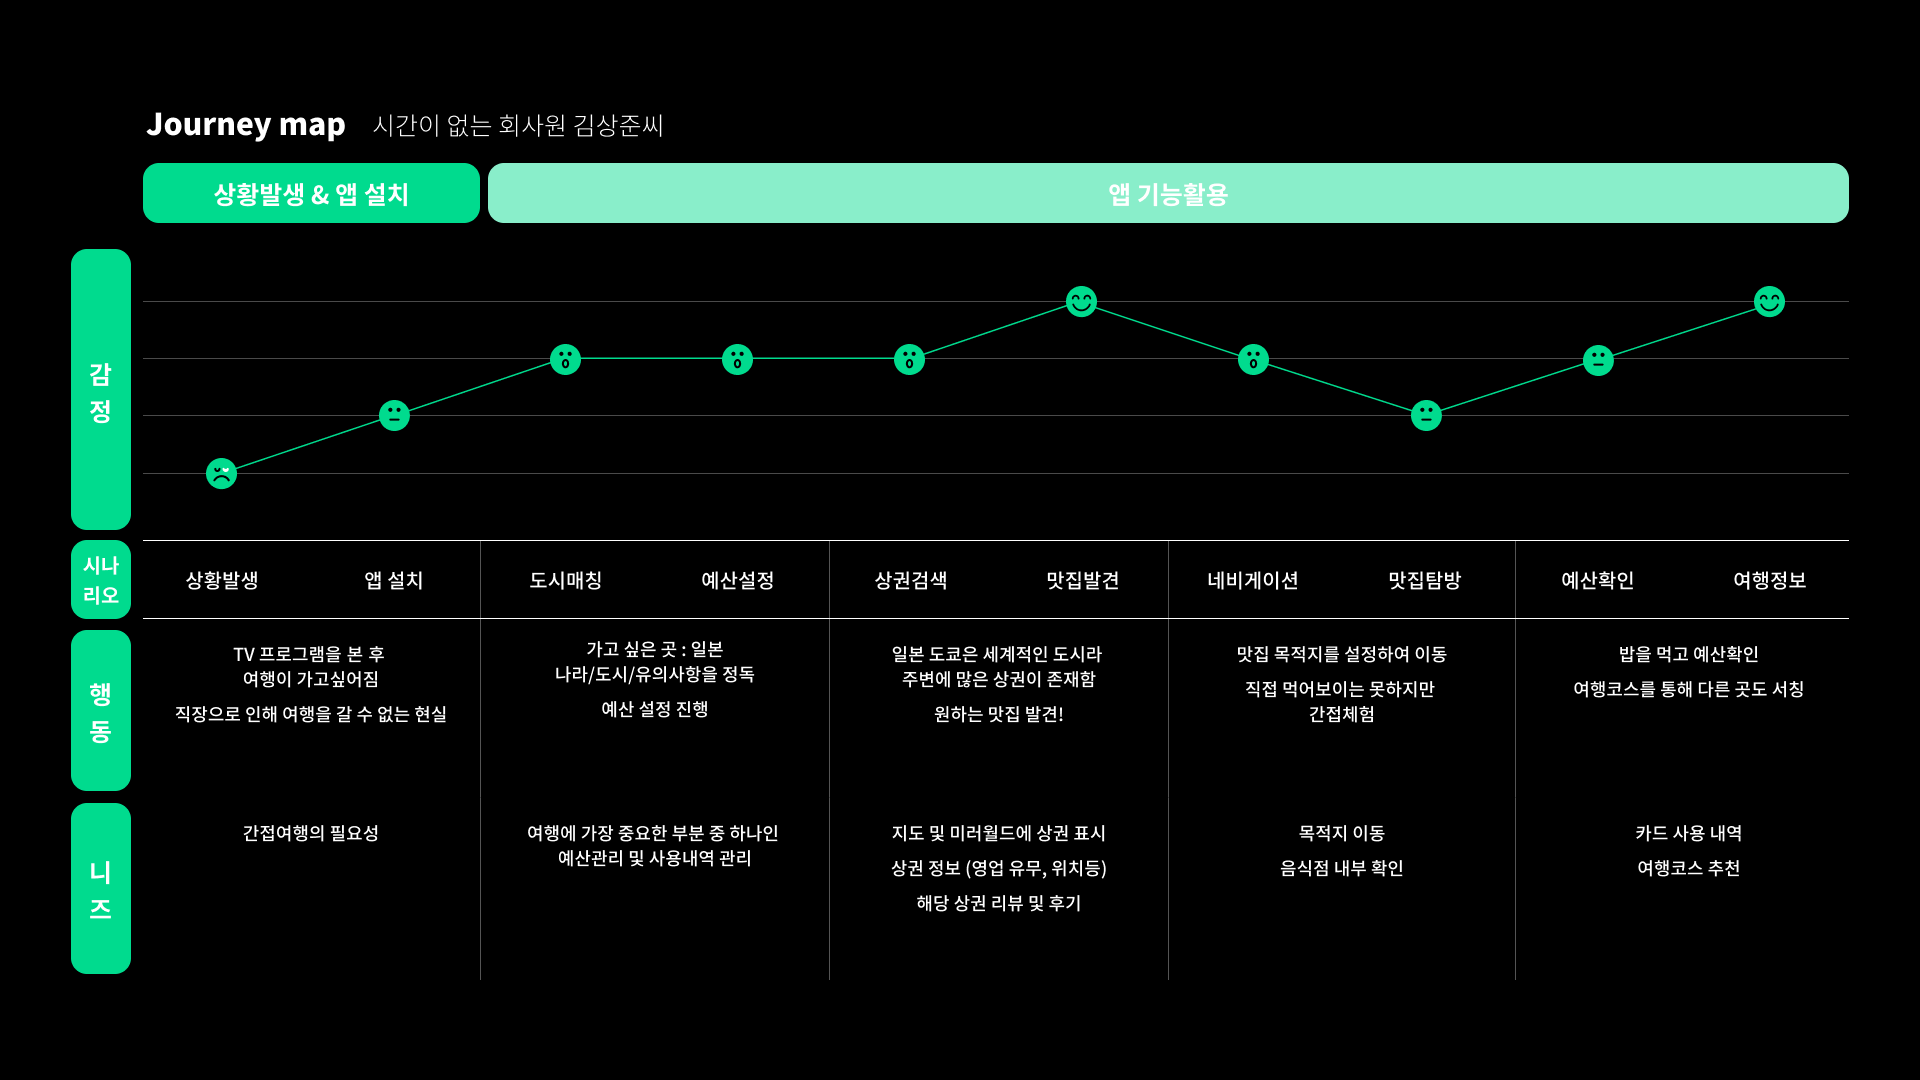 Journey map 시간이 없는 회사원 김상준씨
상황발생 & 앱 설치
앱 기능활용
감
정
시나
리오
상황발생
앱 설치
도시매칭
예산설정
상권검색
맛집발견
네비게이션
맛집탐방
예산확인
여행정보
행
동
TV 프로그램을 본 후
여행이 가고싶어짐
직장으로 인해 여행을 갈 수 없는 현실
가고 싶은 곳 : 일본
나라/도시/유의사항을 정독
예산 설정 진행
일본 도쿄은 세계적인 도시라
주변에 많은 상권이 존재함
원하는 맛집 발견!
맛집 목적지를 설정하여 이동
직접 먹어보이는 못하지만
간접체험
밥을 먹고 예산확인
여행코스를 통해 다른 곳도 서칭
니
즈
간접여행의 필요성
여행에 가장 중요한 부분 중 하나인
예산관리 및 사용내역 관리
지도 및 미러월드에 상권 표시
상권 정보 (영업 유무, 위치등)
해당 상권 리뷰 및 후기
목적지 이동
음식점 내부 확인
카드 사용 내역
여행코스 추천